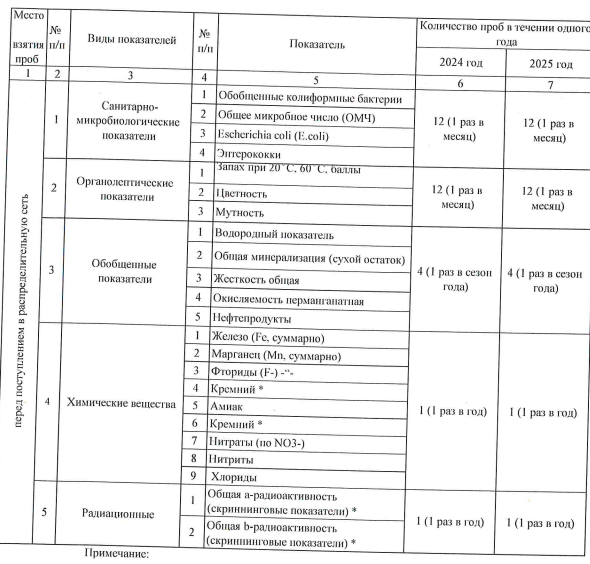 Место взятия проб | № п/п | Виды показателей | № п/п | Показатель | Количество проб в течении одного года
2024 год | 2025 год
1 | 2 | 3 | 4 | 5 | 6 | 7
перед поступлением в распределительную сеть
1 | Санитарно-микробиологические показатели | 1 | Обобщенные колиформные бактерии | 12 (1 раз в месяц) | 12 (1 раз в месяц)
2 | Общее микробное число (ОМЧ)
3 | Escherichia coli (E.coli)
4 | Энтерококки
2 | Органолептические показатели | 1 | Запах при 20˚С, 60˚С, баллы | 12 (1 раз в месяц) | 12 (1 раз в месяц)
2 | Цветность
3 | Мутность
3 | Обобщенные показатели | 1 | Водородный показатель | 4 (1 раз в сезон года) | 4 (1 раз в сезон года)
2 | Общая минерализация (сухой остаток)
3 | Жесткость общая
4 | Окисляемость перманганатная
5 | Нефтепродукты
4 | Химические вещества | 1 | Железо (Fe, суммарно) | 1 (1 раз в год) | 1 (1 раз в год)
2 | Марганец (Mn, суммарно)
3 | Фториды (F-) -“-
4 | Кремний *
5 | Амиак
6 | Кремний *
7 | Нитраты (по NO3-)
8 | Нитриты
9 | Хлориды
5 | Радиационные | 1 | Общая a-радиоактивность (скриннинговые показатели) * | 1 (1 раз в год) | 1 (1 раз в год)
2 | Общая b-радиоактивность (скриннинговые показатели) *
Примечание: